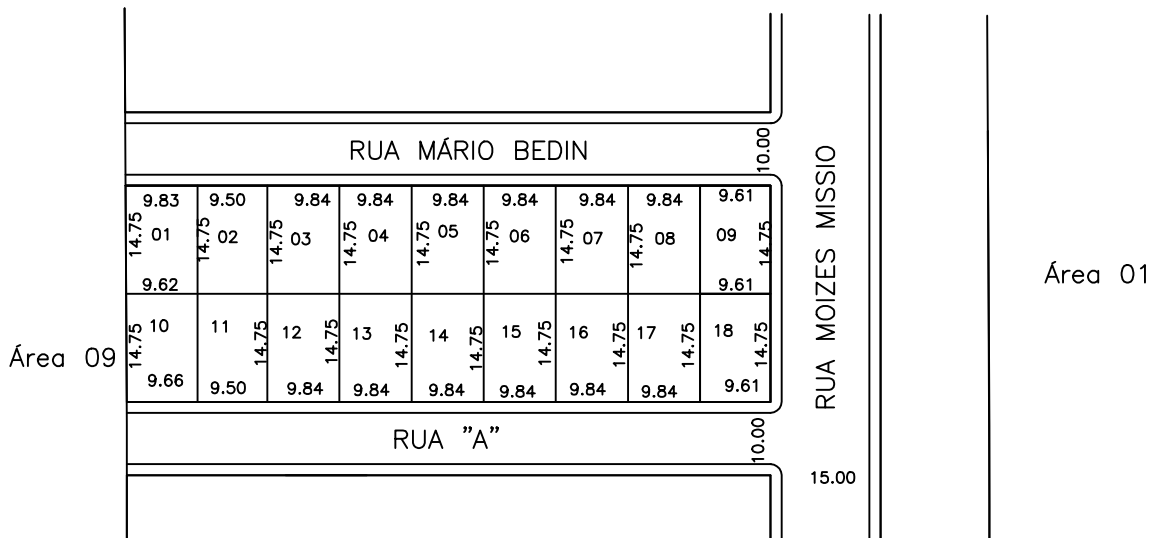 RUA MÁRIO BEDIN
10.00
RUA MOIZES MISSIO
9.83 9.50 9.84 9.84 9.84 9.84 9.84 9.84 9.61
14.75 01 14.75 02 14.75 03 14.75 04 14.75 05 14.75 06 14.75 07 14.75 08 09 14.75
9.62 9.61
Área 01
14.75 10 11 14.75 12 14.75 13 14.75 14 14.75 15 14.75 16 14.75 17 14.75 18 14.75
Área 09
9.66 9.50 9.84 9.84 9.84 9.84 9.84 9.84 9.61
RUA "A"
10.00
15.00